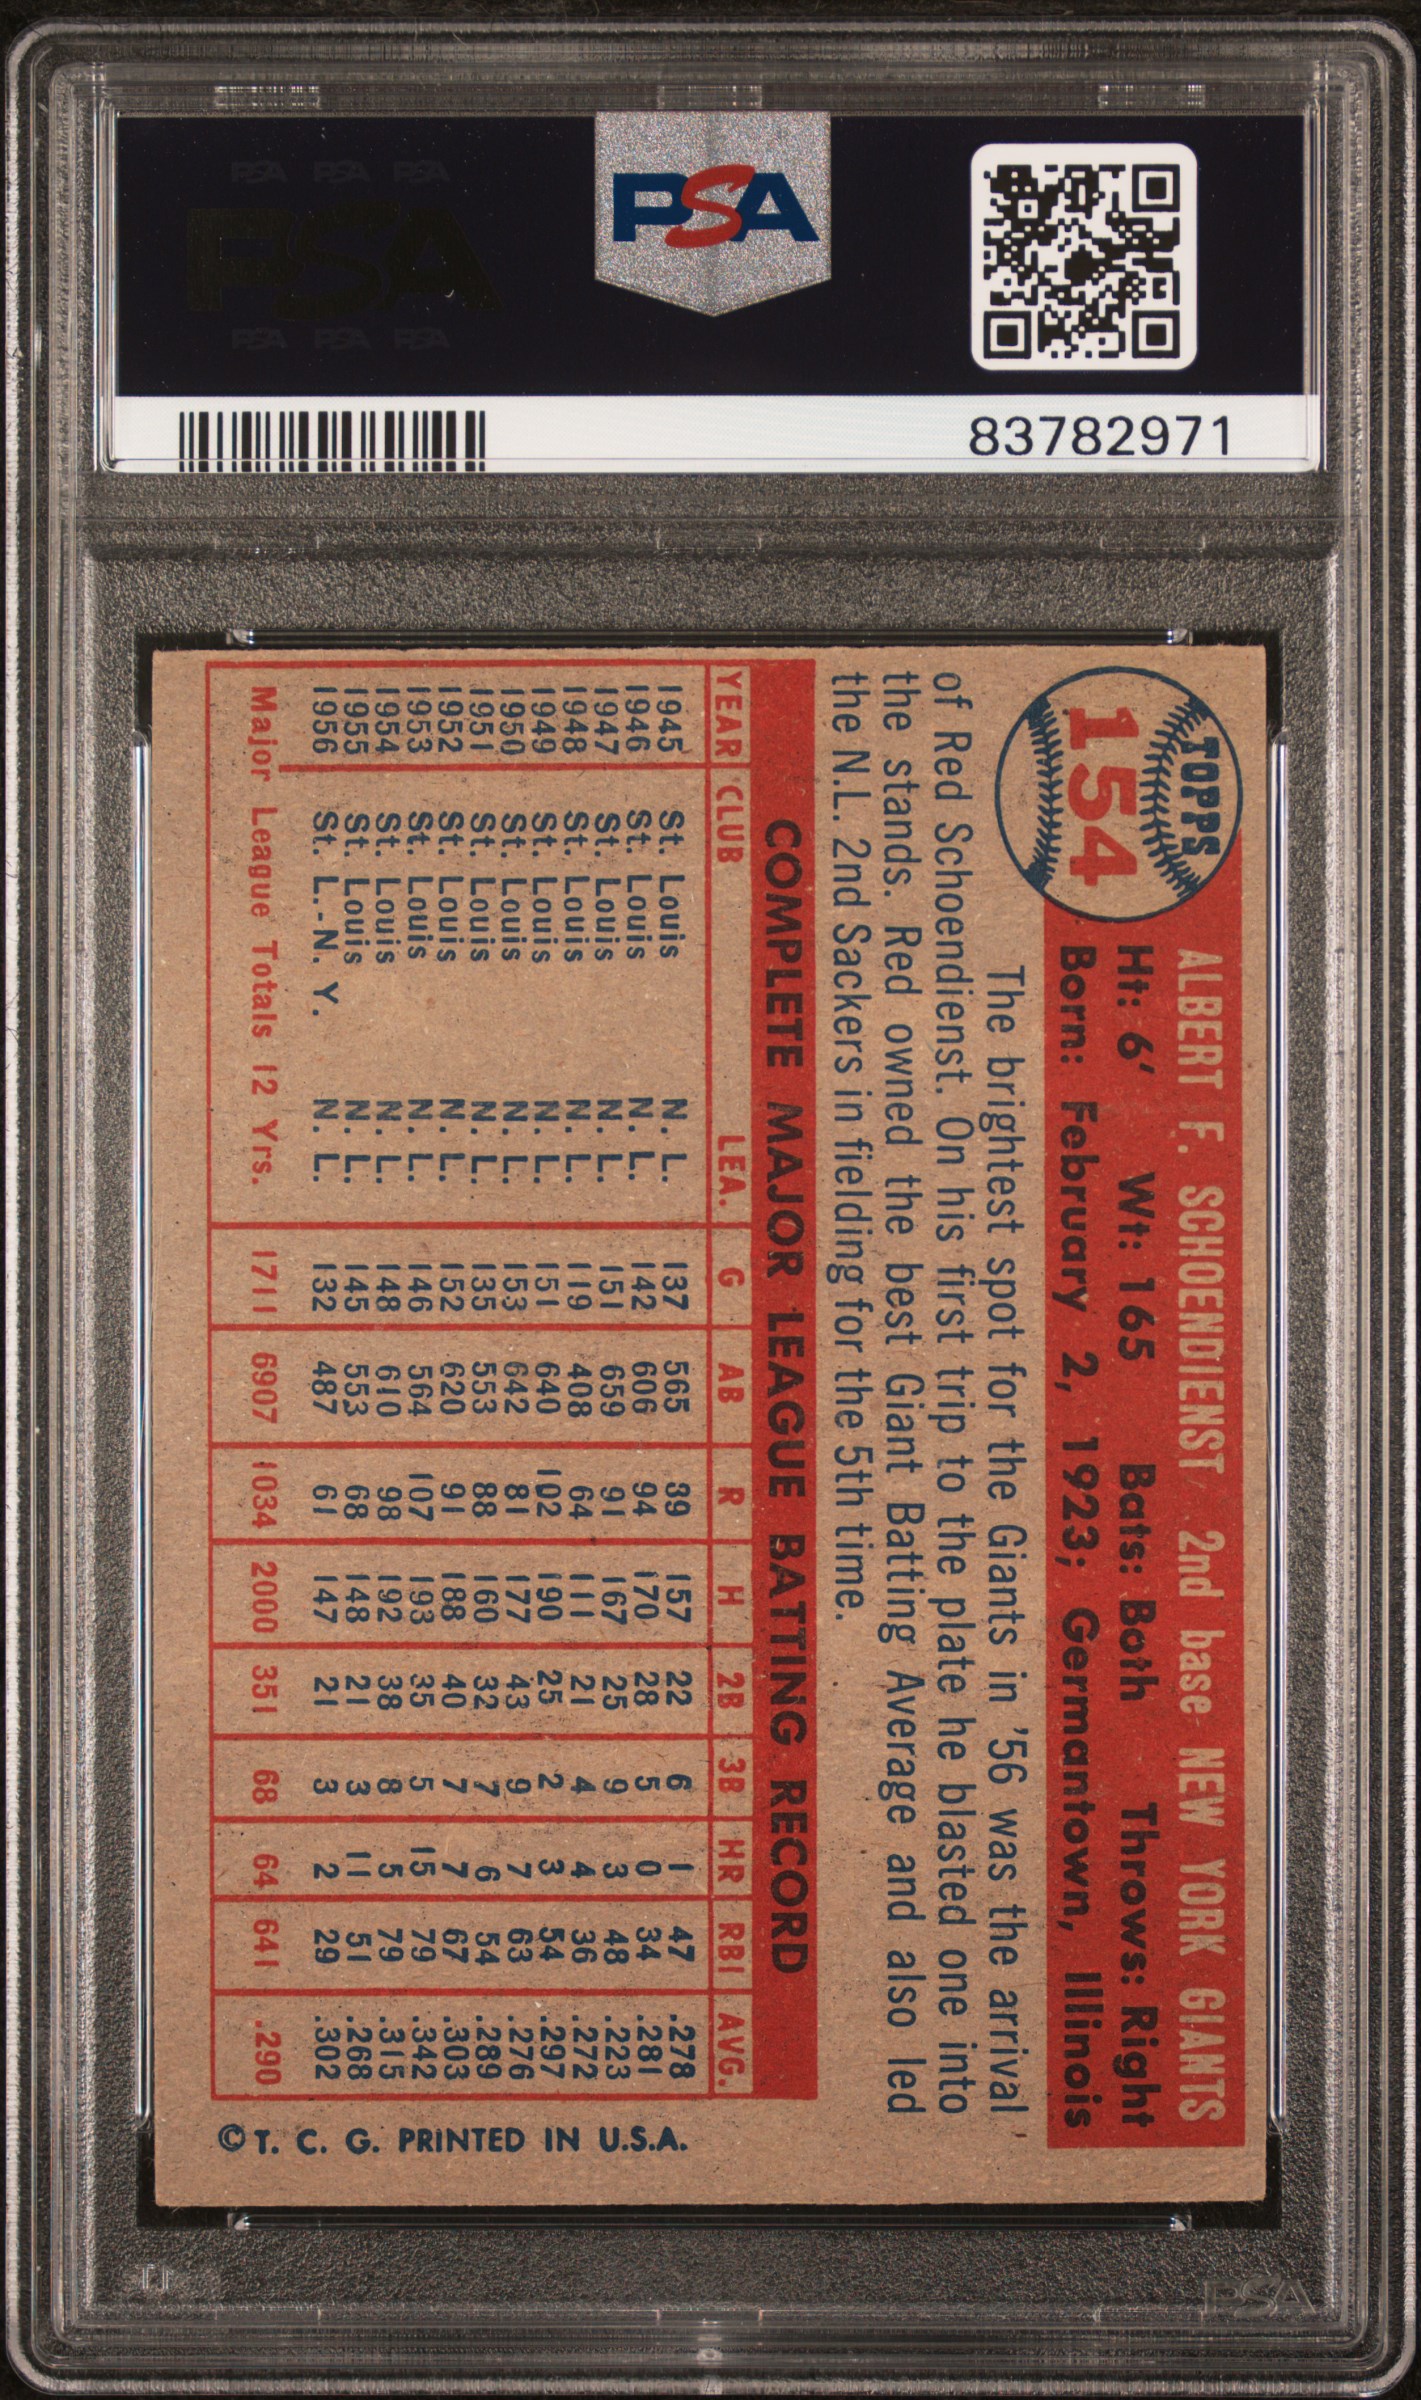 PSA PSA PSA
PSA
PSA PSA PSA
PSA
83782971
TOPPS
154
ALBERT F. SCHOENDIENST 2nd base NEW YORK GIANTS
Ht: 6' Wt: 165 Bats: Both Throws: Right
Born: February 2, 1923; Germantown, Illinois
The brightest spot for the Giants in '56 was the arrival
of Red Schoendienst. On his first trip to the plate he blasted one into
the stands. Red owned the best Giant Batting Average and also led
the N.L. 2nd Sackers in fielding for the 5th time.
COMPLETE MAJOR LEAGUE BATTING RECORD
YEAR CLUB LEA. G AB R H 2B 3B HR RBI AVG.
1945 St. Louis N. L. 137 565 39 157 22 6 1 47 .278
1946 St. Louis N. L. 142 606 94 170 28 5 0 34 .281
1947 St. Louis N. L. 151 659 91 167 25 9 3 48 .223
1948 St. Louis N. L. 119 408 64 111 21 4 4 36 .272
1949 St. Louis N. L. 151 640 102 190 25 2 3 54 .297
1950 St. Louis N. L. 153 642 81 177 43 9 7 63 .276
1951 St. Louis N. L. 135 553 88 160 32 7 6 54 .289
1952 St. Louis N. L. 152 620 91 188 40 7 7 67 .303
1953 St. Louis N. L. 146 564 107 193 35 5 15 79 .342
1954 St. Louis N. L. 148 610 98 192 38 8 5 79 .315
1955 St. Louis N. L. 145 553 68 148 21 3 11 51 .268
1956 St. L.-N. Y. N. L. 132 487 61 147 21 3 2 29 .302
Major League Totals 12 Yrs. 1711 6907 1034 2000 351 68 64 641 .290
© T. C. G. PRINTED IN U.S.A.
PSA